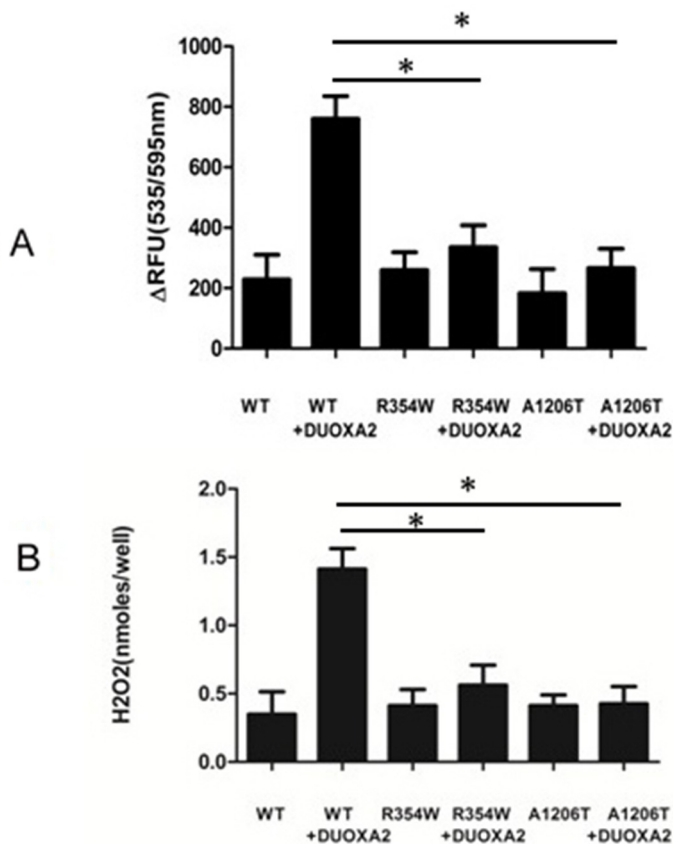 A
ΔRFU(535/595nm)
1000
800
600
400
200
0
*
*
WT
WT
+DUOXA2
R354W
R354W
+DUOXA2
A1206T
A1206T
+DUOXA2
B
H2O2(nmoles/well)
2.0
1.5
1.0
0.5
0.0
*
*
WT
WT
+DUOXA2
R354W
R354W
+DUOXA2
A1206T
A1206T
+DUOXA2